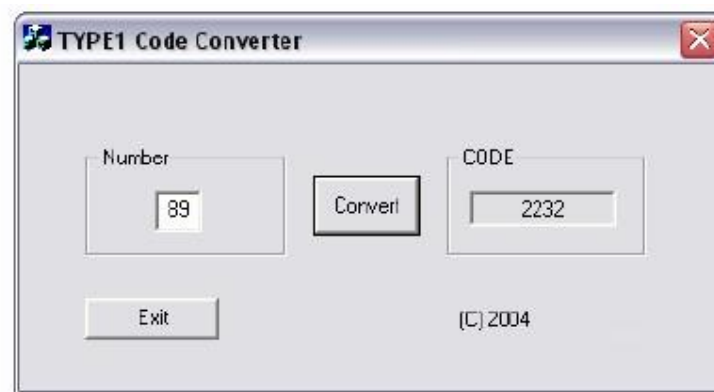 TYPE1 Code Converter
Number
CODE
89
Convert
2232
Exit
(C) 2004